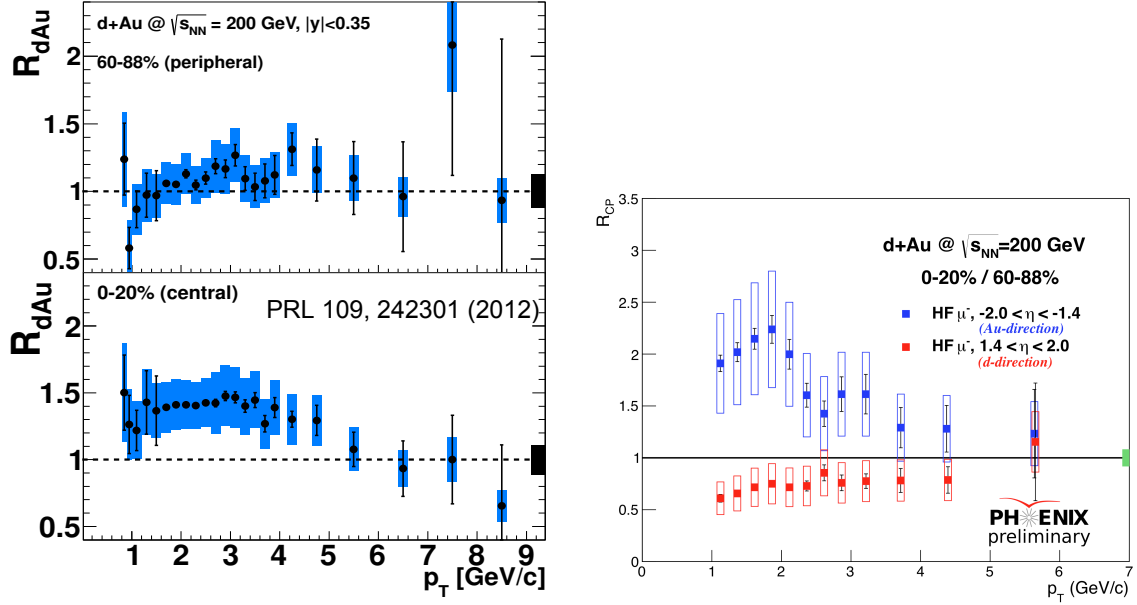 R_dAu
d+Au @ √s_NN = 200 GeV, |y|<0.35
60-88% (peripheral)
2
1.5
1
0.5
R_dAu
0-20% (central)
PRL 109, 242301 (2012)
2
1.5
1
0.5
1 2 3 4 5 6 7 8 9
p_T [GeV/c]
R_CP
3.5
3
2.5
2
1.5
1
0.5
0
d+Au @ √s_NN=200 GeV
0-20% / 60-88%
HF μ⁻, -2.0 < η < -1.4
(Au-direction)
HF μ⁻, 1.4 < η < 2.0
(d-direction)
PHENIX
preliminary
0 1 2 3 4 5 6 7
p_T (GeV/c)